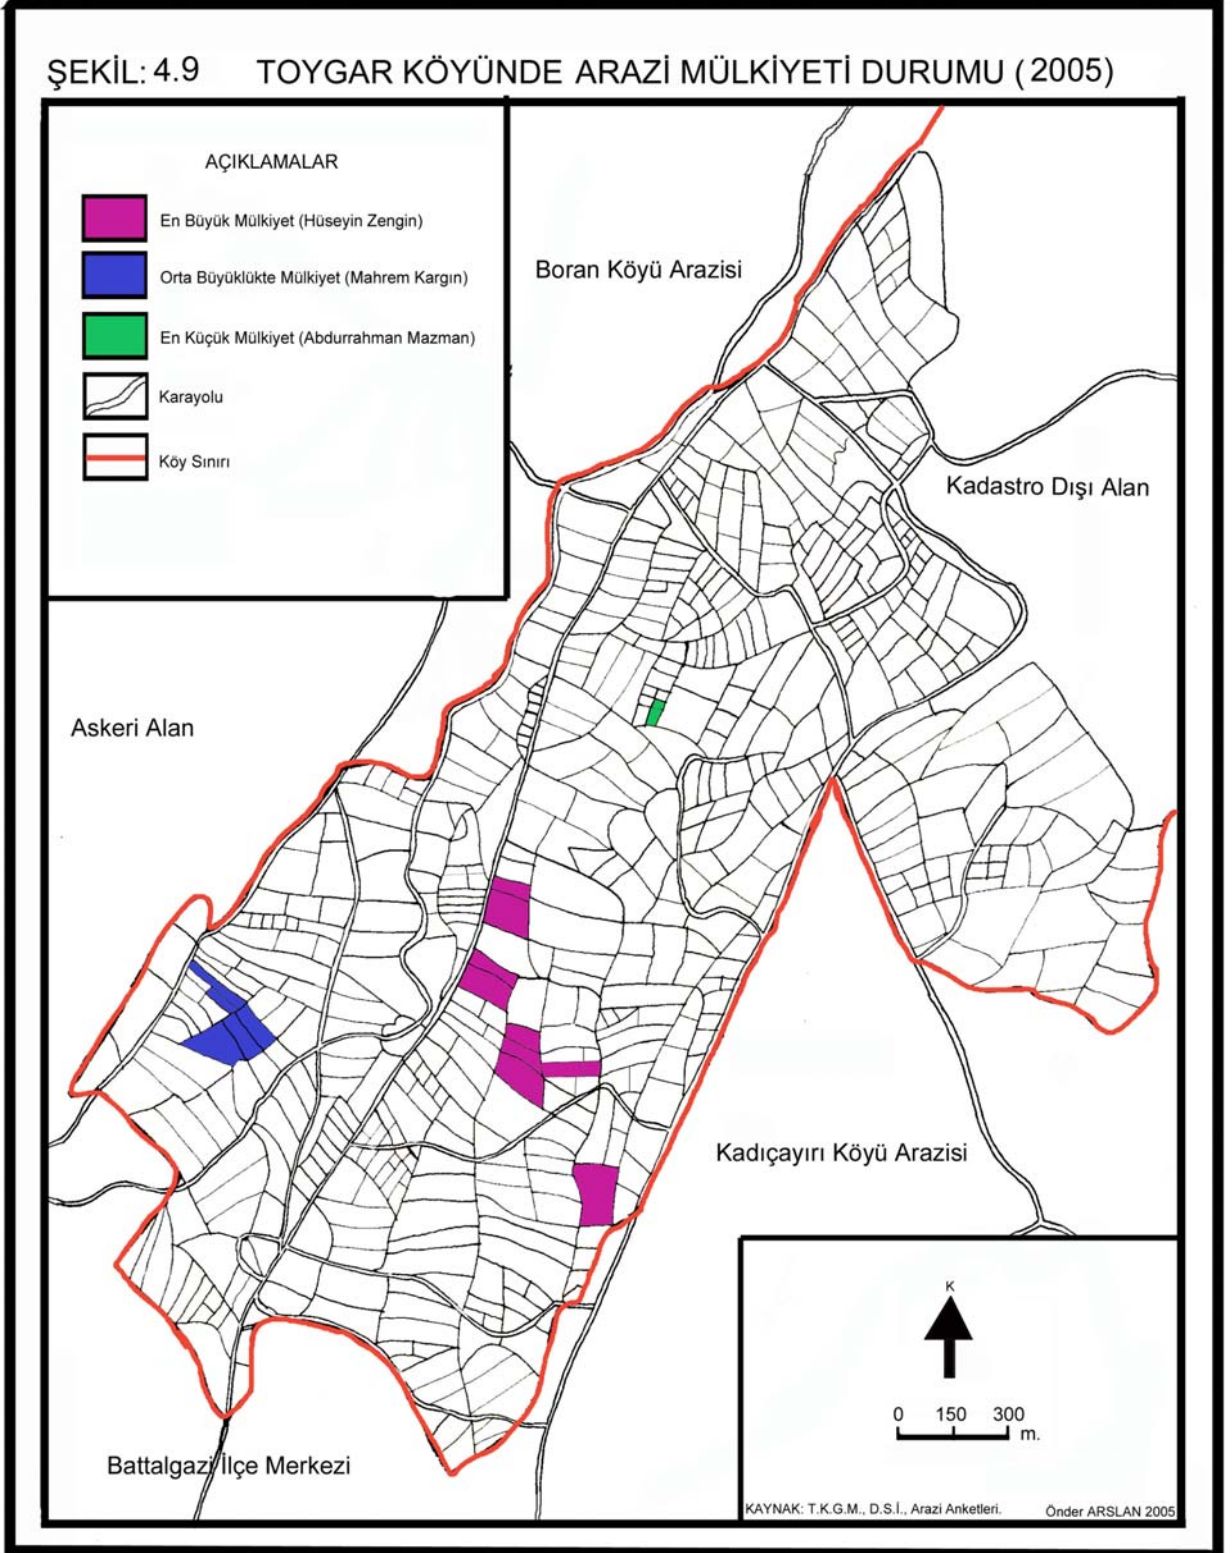 ŞEKİL: 4.9 TOYGAR KÖYÜNDE ARAZİ MÜLKİYETİ DURUMU (2005)
AÇIKLAMALAR
En Büyük Mülkiyet (Hüseyin Zengin)
Orta Büyüklükte Mülkiyet (Mahrem Kargın)
En Küçük Mülkiyet (Abdurrahman Mazman)
Karayolu
Köy Sınırı
Boran Köyü Arazisi
Kadastro Dışı Alan
Askeri Alan
Kadıçayırı Köyü Arazisi
Battalgazi İlçe Merkezi
K
0 150 300
m.
KAYNAK: T.K.G.M., D.S.İ., Arazi Anketleri. Önder ARSLAN 2005